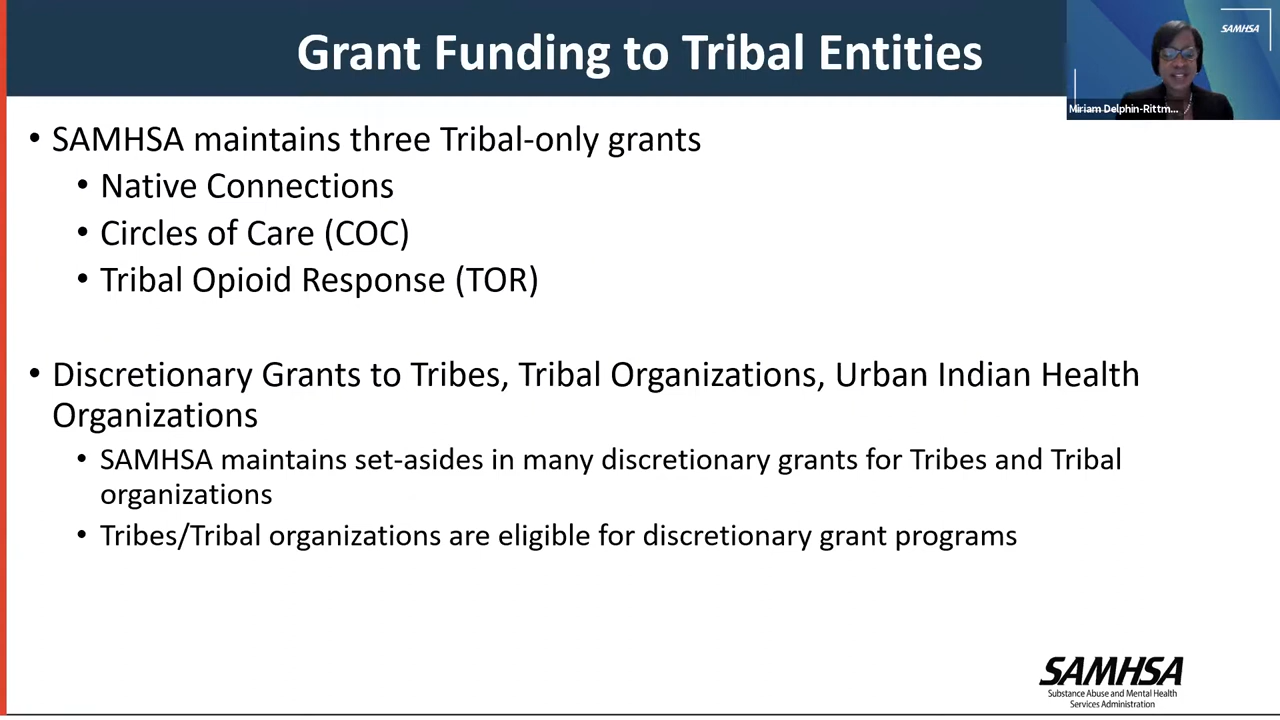 Grant Funding to Tribal Entities
SAMHSA
Miriam Delphin-Rittm...
• SAMHSA maintains three Tribal-only grants
• Native Connections
• Circles of Care (COC)
• Tribal Opioid Response (TOR)
• Discretionary Grants to Tribes, Tribal Organizations, Urban Indian Health
Organizations
• SAMHSA maintains set-asides in many discretionary grants for Tribes and Tribal
organizations
• Tribes/Tribal organizations are eligible for discretionary grant programs
SAMHSA
Substance Abuse and Mental Health
Services Administration